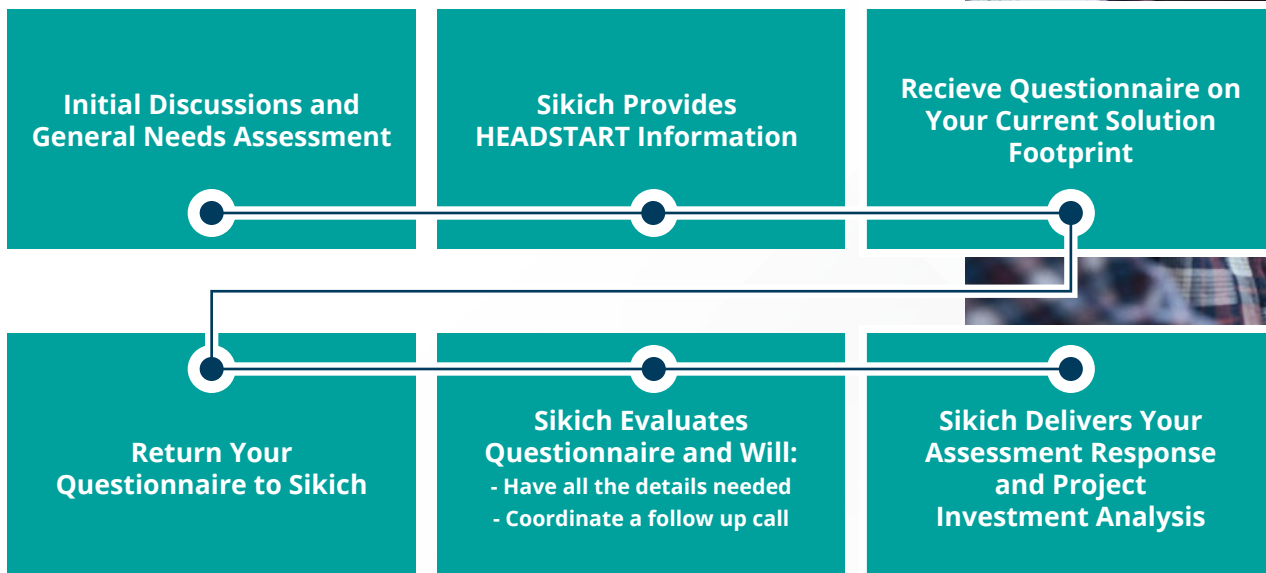 Initial Discussions and
General Needs Assessment
Sikich Provides
HEADSTART Information
Recieve Questionnaire on
Your Current Solution
Footprint
Return Your
Questionnaire to Sikich
Sikich Evaluates
Questionnaire and Will:
- Have all the details needed
- Coordinate a follow up call
Sikich Delivers Your
Assessment Response
and Project
Investment Analysis